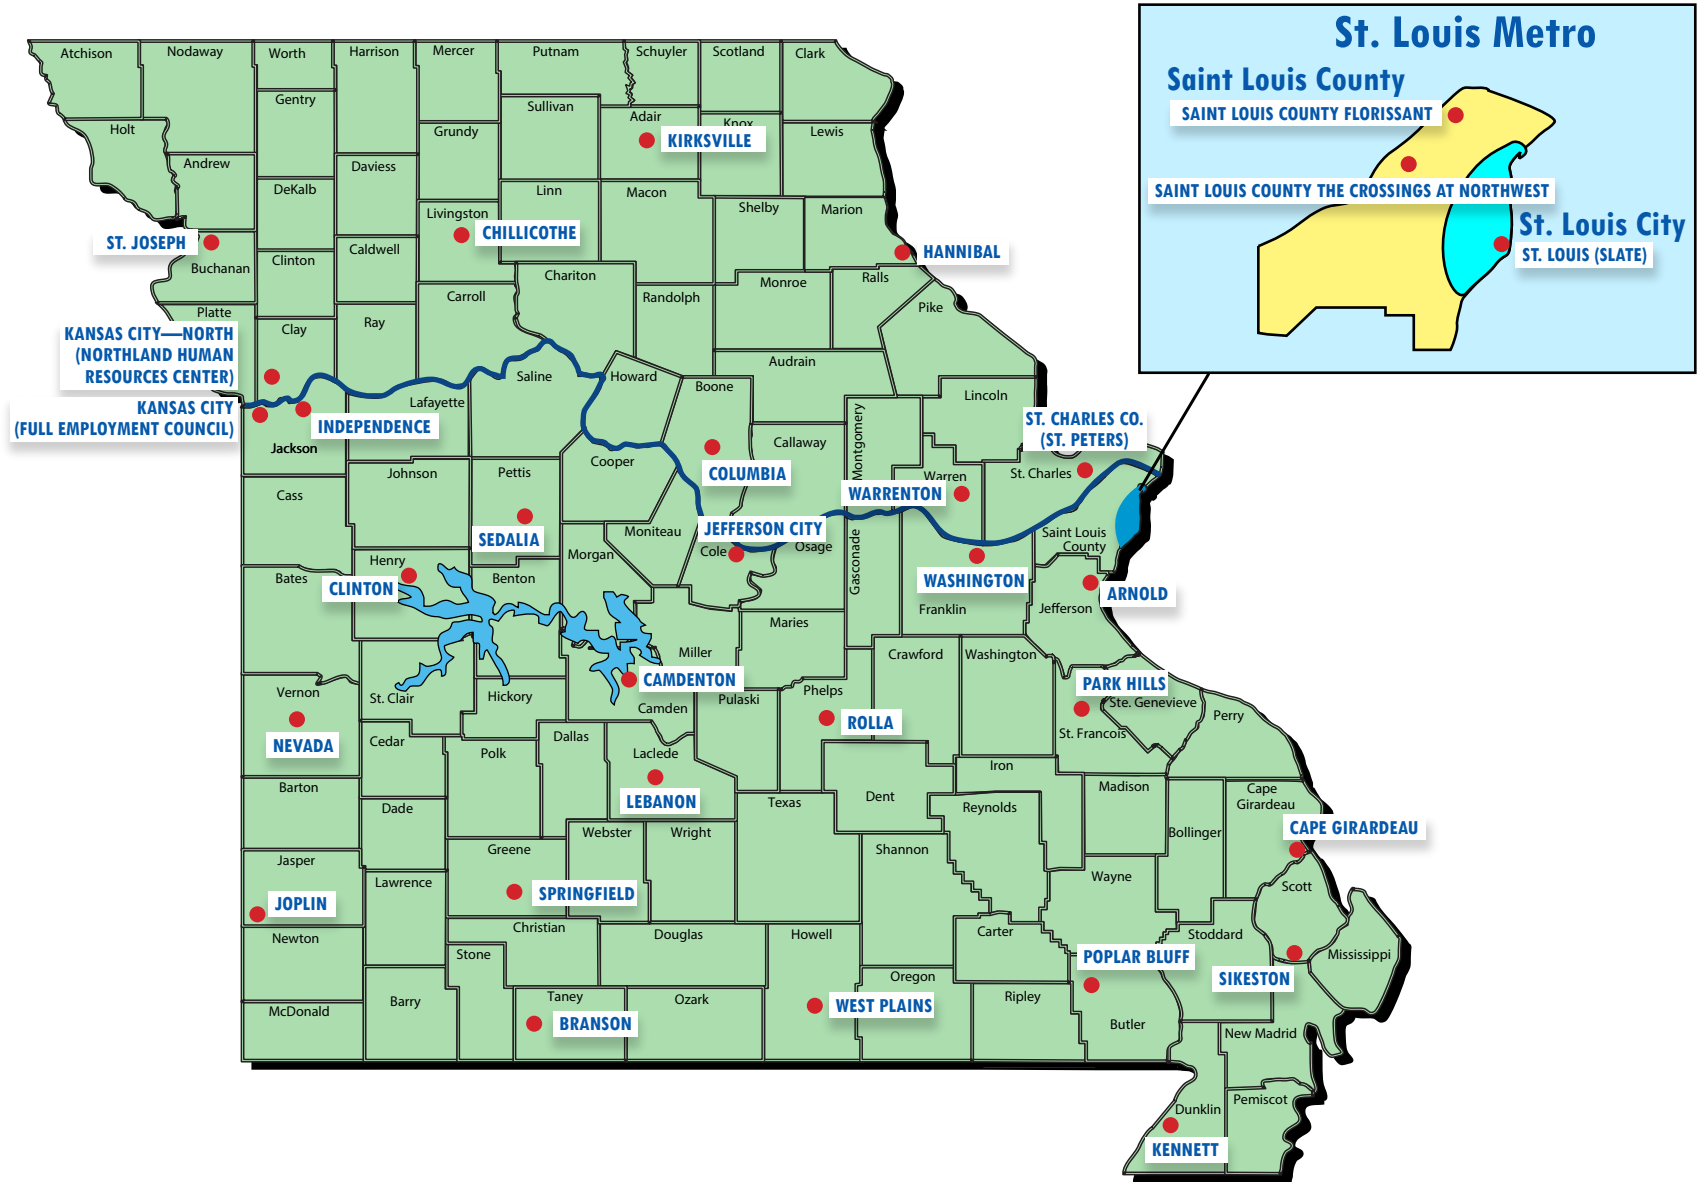 St. Louis Metro
Saint Louis County
SAINT LOUIS COUNTY FLORISSANT
SAINT LOUIS COUNTY THE CROSSINGS AT NORTHWEST
St. Louis City
ST. LOUIS (SLATE)
Atchison
Nodaway
Worth
Harrison
Mercer
Putnam
Schuyler
Scotland
Clark
Gentry
Sullivan
Adair
Knox
Holt
Grundy
Lewis
KIRKSVILLE
Andrew
Daviess
DeKalb
Linn
Macon
Livingston
Shelby
Marion
CHILLICOTHE
ST. JOSEPH
Caldwell
HANNIBAL
Buchanan
Clinton
Chariton
Ralls
Monroe
Carroll
Randolph
Pike
Platte
Ray
Clay
KANSAS CITY—NORTH
(NORTHLAND HUMAN
RESOURCES CENTER)
Audrain
Saline
Howard
Boone
Lincoln
Lafayette
KANSAS CITY
(FULL EMPLOYMENT COUNCIL)
INDEPENDENCE
ST. CHARLES CO.
(ST. PETERS)
Jackson
Callaway
Montgomery
Cooper
Johnson
Pettis
COLUMBIA
St. Charles
Warren
WARRENTON
Cass
JEFFERSON CITY
Moniteau
SEDALIA
Saint Louis
County
Osage
Cole
Morgan
Gasconade
Henry
Bates
Benton
WASHINGTON
CLINTON
ARNOLD
Franklin
Jefferson
Maries
Miller
Crawford
Washington
CAMDENTON
PARK HILLS
Vernon
St. Clair
Hickory
Phelps
Pulaski
Ste. Genevieve
Camden
Perry
ROLLA
St. Francois
NEVADA
Cedar
Dallas
Polk
Laclede
Iron
Barton
Madison
Cape
Girardeau
LEBANON
Texas
Dent
Reynolds
Dade
CAPE GIRARDEAU
Webster
Wright
Bollinger
Greene
Shannon
Jasper
Wayne
Lawrence
Scott
SPRINGFIELD
JOPLIN
Christian
Douglas
Howell
Carter
Stoddard
Newton
Stone
Mississippi
POPLAR BLUFF
Oregon
SIKESTON
Taney
Ozark
Ripley
Barry
WEST PLAINS
McDonald
BRANSON
Butler
New Madrid
Pemiscot
Dunklin
KENNETT